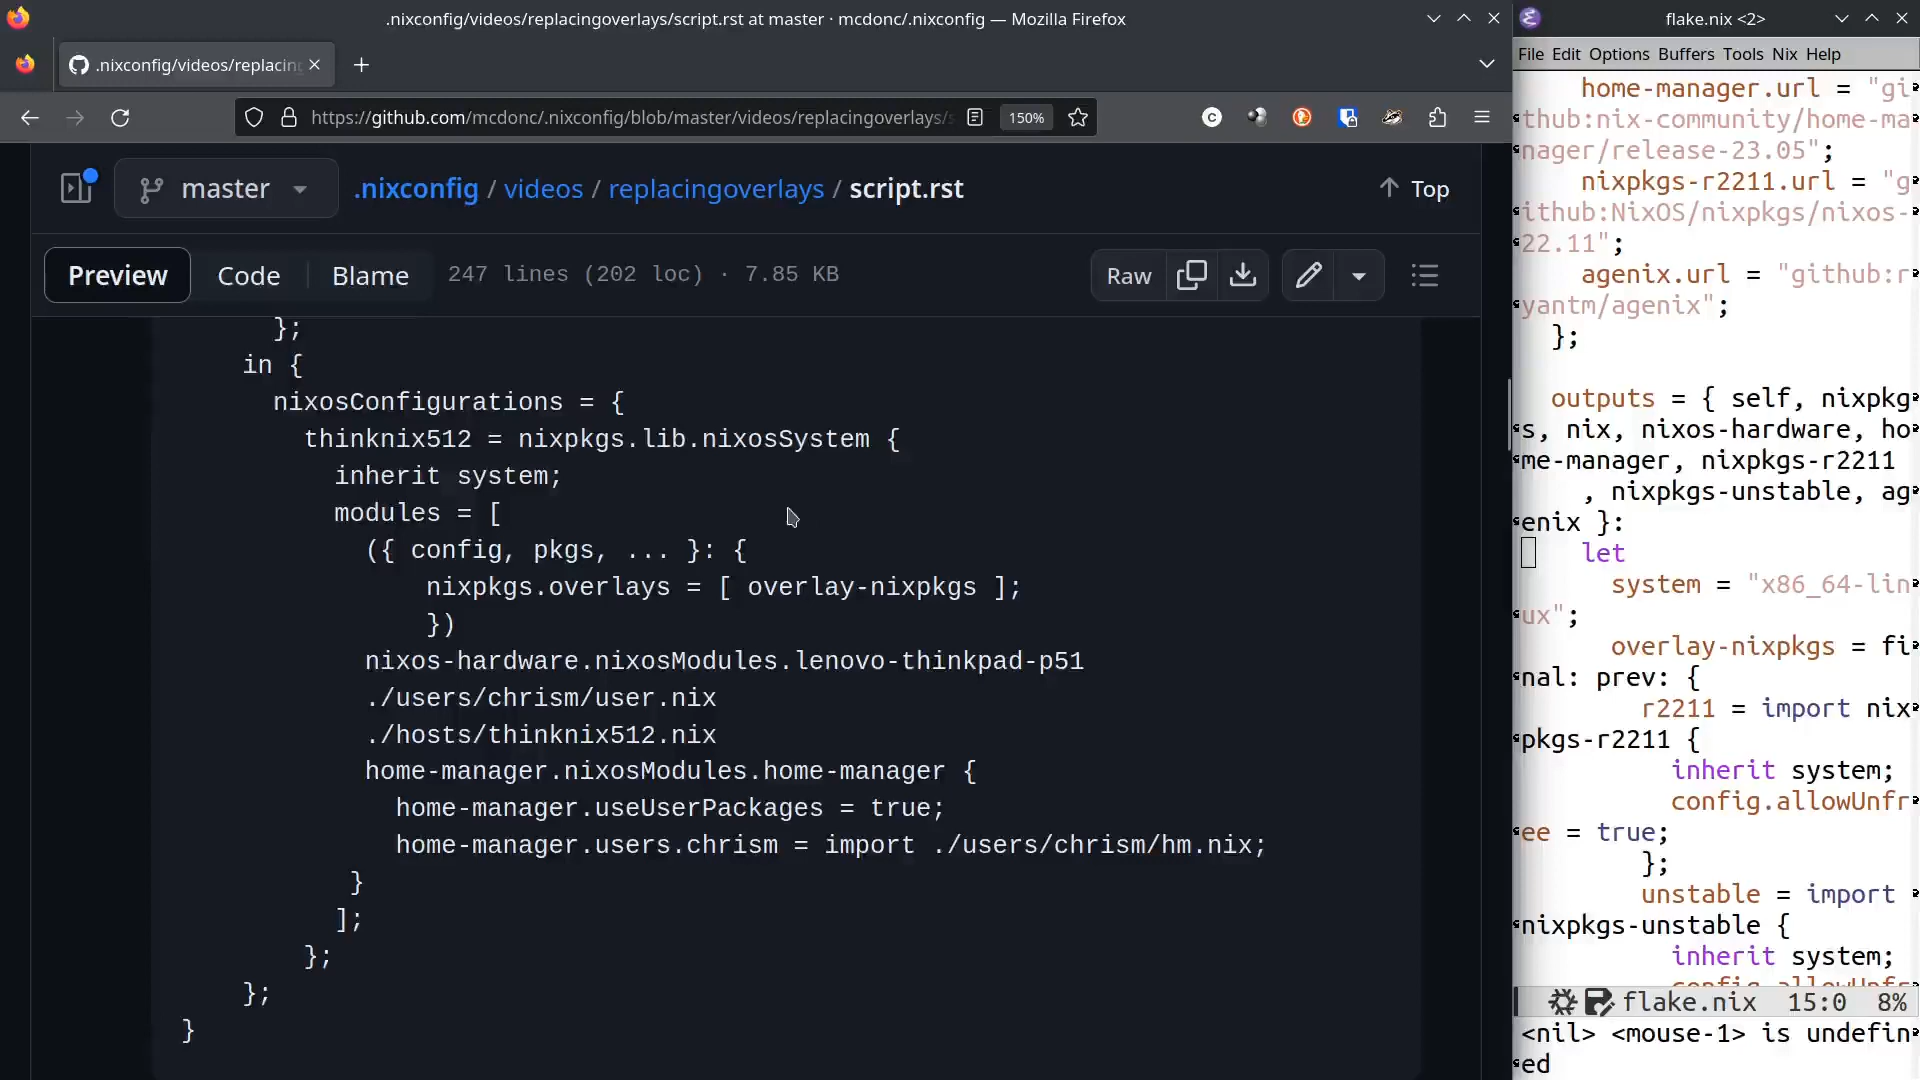 .nixconfig/videos/replacingoverlays/script.rst at master · mcdonc/.nixconfig — Mozilla Firefox
.nixconfig/videos/replacing
https://github.com/mcdonc/.nixconfig/blob/master/videos/replacingoverlays/s
150%
master
.nixconfig / videos / replacingoverlays / script.rst
Top
Preview
Code
Blame
247 lines (202 loc) · 7.85 KB
Raw
};
in {
nixosConfigurations = {
thinknix512 = nixpkgs.lib.nixosSystem {
inherit system;
modules = [
({ config, pkgs, ... }: {
nixpkgs.overlays = [ overlay-nixpkgs ];
})
nixos-hardware.nixosModules.lenovo-thinkpad-p51
./users/chrism/user.nix
./hosts/thinknix512.nix
home-manager.nixosModules.home-manager {
home-manager.useUserPackages = true;
home-manager.users.chrism = import ./users/chrism/hm.nix;
}
];
};
};
}
flake.nix <2>
File Edit Options Buffers Tools Nix Help
home-manager.url = "gi
thub:nix-community/home-ma
nager/release-23.05";
nixpkgs-r2211.url = "g
ithub:NixOS/nixpkgs/nixos-
22.11";
agenix.url = "github:r
yantm/agenix";
};
outputs = { self, nixpkg
s, nix, nixos-hardware, ho
me-manager, nixpkgs-r2211
, nixpkgs-unstable, ag
enix }:
let
system = "x86_64-lin
ux";
overlay-nixpkgs = fi
nal: prev: {
r2211 = import nix
pkgs-r2211 {
inherit system;
config.allowUnfr
ee = true;
};
unstable = import
nixpkgs-unstable {
inherit system;
config.allowUnfr
flake.nix 15:0 8%
<nil> <mouse-1> is undefin
ed